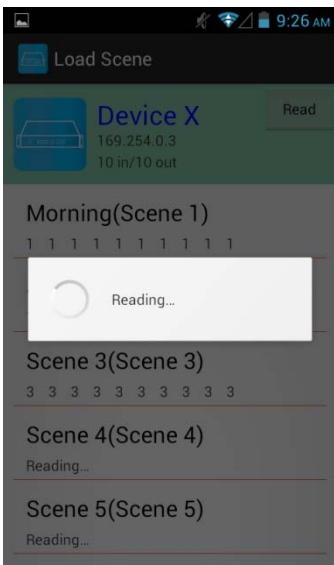 9:26 AM
Load Scene
Device X
Read
169.254.0.3
10 in/10 out
Morning(Scene 1)
1 1 1 1 1 1 1 1 1 1
Reading...
Scene 3(Scene 3)
3 3 3 3 3 3 3 3 3 3
Scene 4(Scene 4)
Reading...
Scene 5(Scene 5)
Reading...